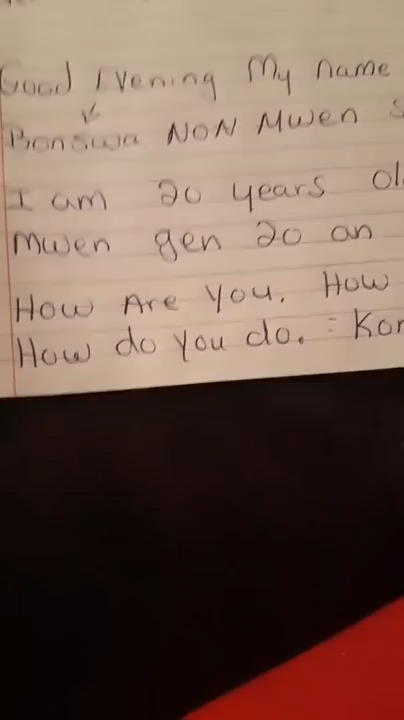 Good Evening My name
Bonswa NON Mwen
I am 20 years
Mwen gen 20 an
How Are You. How
How do you do. =